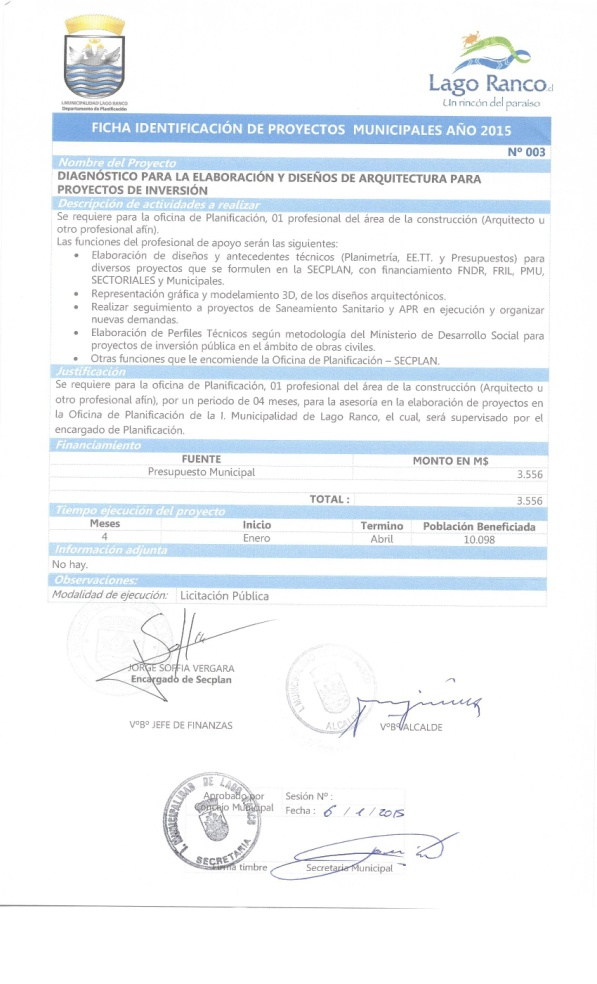 I.MUNICIPALIDAD LAGO RANCO
Departamento de Planificación
Lago Ranco.cl
Un rincón del paraíso
FICHA IDENTIFICACIÓN DE PROYECTOS MUNICIPALES AÑO 2015
Nº 003
Nombre del Proyecto
DIAGNÓSTICO PARA LA ELABORACIÓN Y DISEÑOS DE ARQUITECTURA PARA
PROYECTOS DE INVERSIÓN
Descripción de actividades a realizar
Se requiere para la oficina de Planificación, 01 profesional del área de la construcción (Arquitecto u
otro profesional afín).
Las funciones del profesional de apoyo serán las siguientes:
• Elaboración de diseños y antecedentes técnicos (Planimetría, EE.TT. y Presupuestos) para
diversos proyectos que se formulen en la SECPLAN, con financiamiento FNDR, FRIL, PMU,
SECTORIALES y Municipales.
• Representación gráfica y modelamiento 3D, de los diseños arquitectónicos.
• Realizar seguimiento a proyectos de Saneamiento Sanitario y APR en ejecución y organizar
nuevas demandas.
• Elaboración de Perfiles Técnicos según metodología del Ministerio de Desarrollo Social para
proyectos de inversión pública en el ámbito de obras civiles.
• Otras funciones que le encomiende la Oficina de Planificación – SECPLAN.
Justificación
Se requiere para la oficina de Planificación, 01 profesional del área de la construcción (Arquitecto u
otro profesional afín), por un periodo de 04 meses, para la asesoría en la elaboración de proyectos en
la Oficina de Planificación de la I. Municipalidad de Lago Ranco, el cual, será supervisado por el
encargado de Planificación.
Financiamiento
FUENTE MONTO EN M$
Presupuesto Municipal 3.556
TOTAL : 3.556
Tiempo ejecución del proyecto
Meses Inicio Termino Población Beneficiada
4 Enero Abril 10.098
Información adjunta
No hay.
Observaciones:
Modalidad de ejecución: Licitación Pública
JORGE SOFFIA VERGARA
Encargado de Secplan
VºBº JEFE DE FINANZAS
ALCALDE
VºBº ALCALDE
I. MUNICIPALIDAD DE LAGO RANCO
SECRETARIA
Aprobado por Sesión Nº :
Concejo Municipal Fecha : 6 / 1 / 2015
Firma timbre Secretaria Municipal